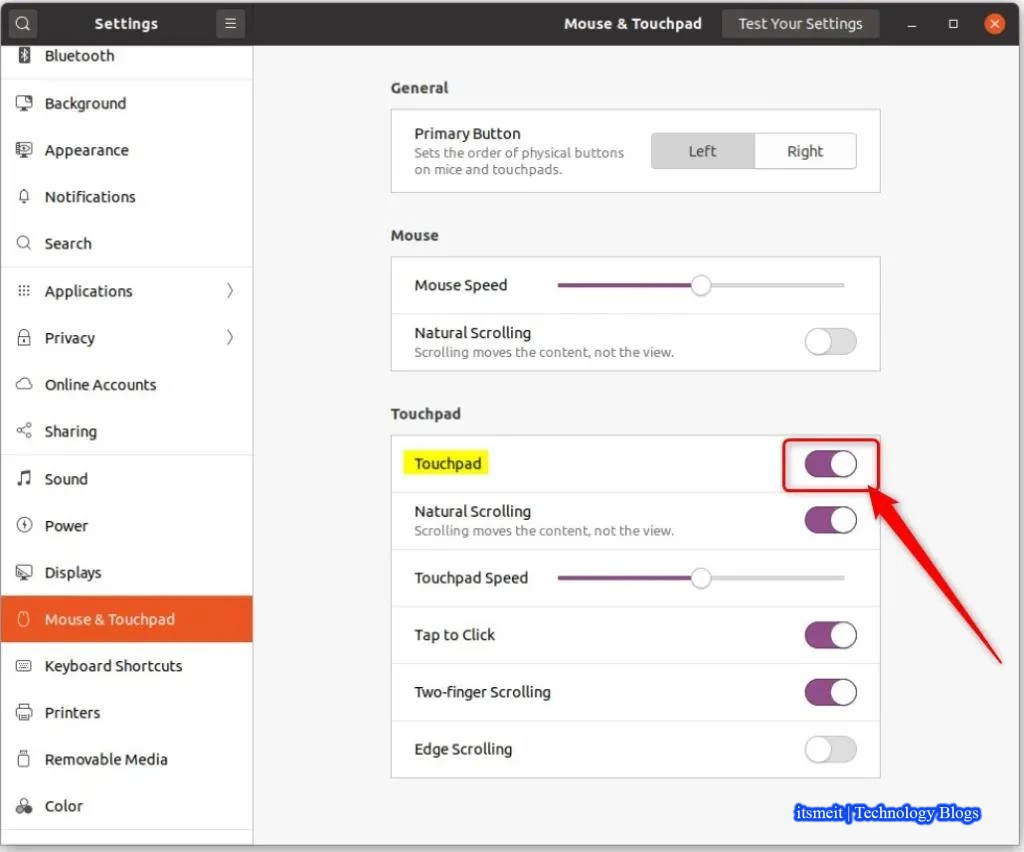 Settings
Mouse & Touchpad
Test Your Settings
Bluetooth
Background
Appearance
Notifications
Search
Applications
Privacy
Online Accounts
Sharing
Sound
Power
Displays
Mouse & Touchpad
Keyboard Shortcuts
Printers
Removable Media
Color
General
Primary Button
Sets the order of physical buttons
on mice and touchpads.
Left
Right
Mouse
Mouse Speed
Natural Scrolling
Scrolling moves the content, not the view.
Touchpad
Touchpad
Natural Scrolling
Scrolling moves the content, not the view.
Touchpad Speed
Tap to Click
Two-finger Scrolling
Edge Scrolling
itsmeit | Technology Blogs